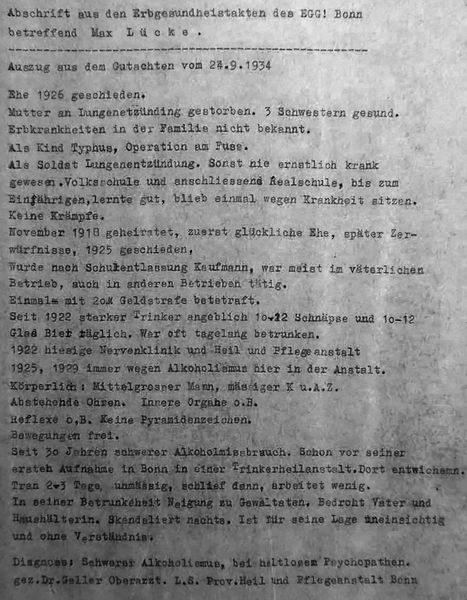 Abschrift aus den Erbgesundheistakten des EGG! Bonn
betreffend Max Lücke.
Auszug aus dem Gutachten vom 24.9.1934
Ehe 1926 geschieden.
Mutter an Lungenetzünding gestorben. 3 Schwestern gesund.
Erbkrankheiten in der Familie nicht bekannt.
Als Kind Typhus, Operation am Fuss.
Als Soldat Lungenentzündung. Sonst nie ernstlich krank
gewesen.Volksschule und anschliessend Realschule, bis zum
Einjährigen,lernte gut, blieb einmal wegen Krankheit sitzen.
Keine Krämpfe.
November 1918 geheiratet, zuerst glückliche Ehe, später Zer-
würfnisse, 1925 geschieden,
Wurde nach Schulentlassung Kaufmann, war meist im väterlichen
Betrieb, auch in anderen Betrieben tätig.
Einmal mit 20M Geldstrafe bestraft.
Seit 1922 starker Trinker angeblich 10-12 Schnäpse und 10-12
Glas Bier täglich. War oft tagelang betrunken.
1922 hiesige Nervenklinik und Heil und Pflegeanstalt
1925, 1929 immer wegen Alkoholismus hier in der Anstalt.
Körperlich: Mittelgrosser Mann, mässiger K u.A.Z.
Abstehende Ohren. Innere Organe o.B.
Reflexe o,B. Keine Pyramidenzeichen.
Bewegungen frei.
Seit 30 Jahren schwerer Alkoholmissbrauch. Schon vor seiner
ersten Aufnahme in Bonn in einer Trinkerheilanstalt.Dort entwichenn.
Tran 2-3 Tage, unmässig, schlief dann, arbeitet wenig.
In seiner Betrunkeheit Neigung zu Gewaltaten. Bedroht Vater und
Haushälterin. Skandaliert nachts. Ist für seine Lage uneinsichtig
und ohne Verständnis.
Diagnose: Schwerer Alkoholismus, bei haltlosem Psychopathen.
gez.Dr.Geller Oberarzt. L.S. Prov.Heil und Pflegeanstalt Bonn